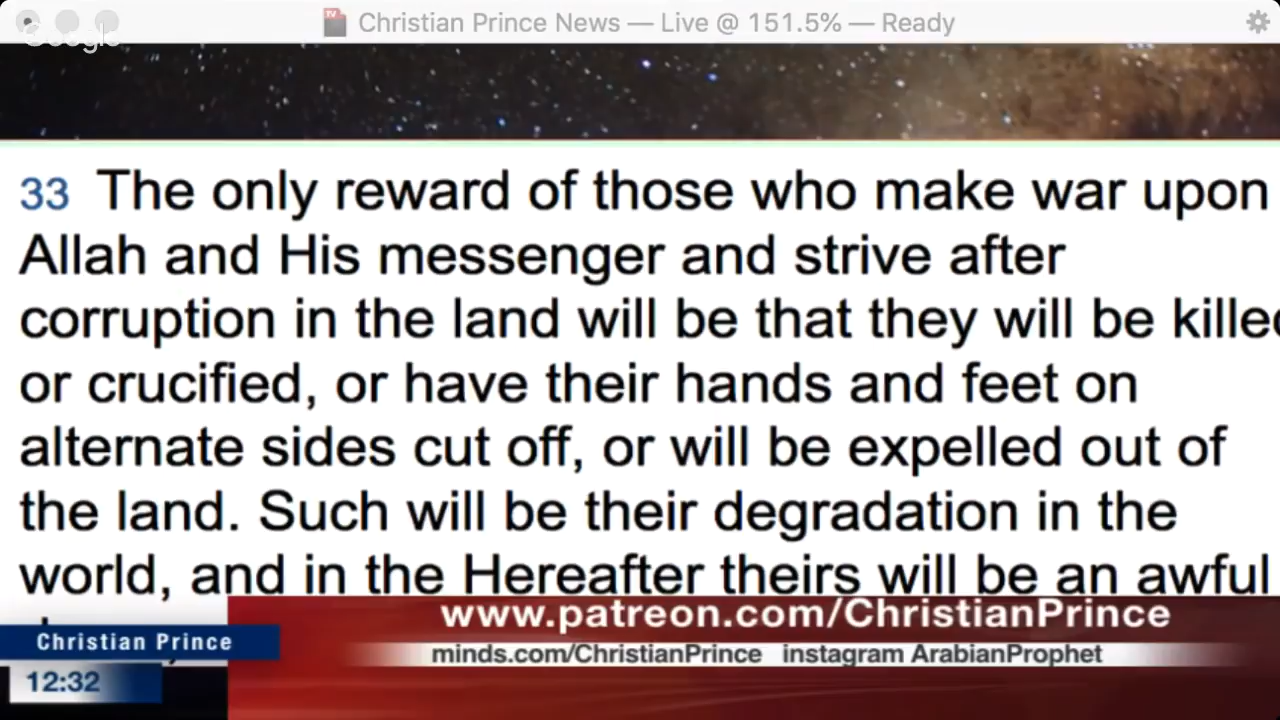 Christian Prince News — Live @ 151.5% — Ready
Google
33 The only reward of those who make war upon
Allah and His messenger and strive after
corruption in the land will be that they will be killed
or crucified, or have their hands and feet on
alternate sides cut off, or will be expelled out of
the land. Such will be their degradation in the
world, and in the Hereafter theirs will be an awful
www.patreon.com/ChristianPrince
Christian Prince
minds.com/ChristianPrince instagram ArabianProphet
12:32